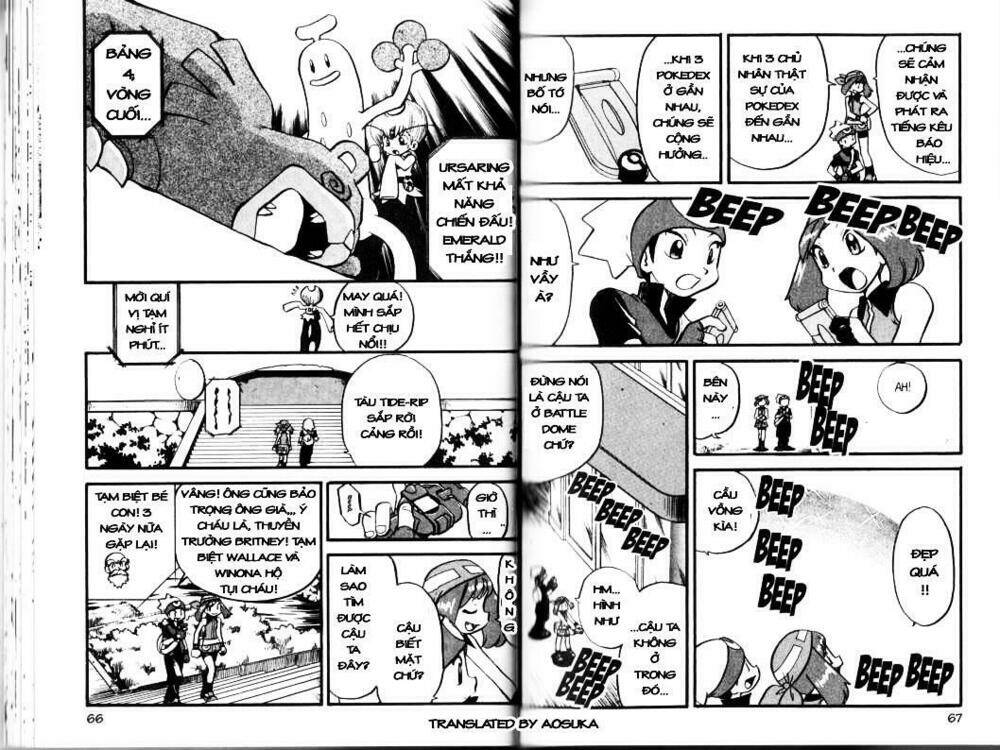 BẢNG
4,
VÒNG
CUỐI...
URSARING
MẤT KHẢ
NĂNG
CHIẾN ĐẤU!
EMERALD
THẮNG!!
MỜI QUÍ
VỊ TẠM
NGHỈ ÍT
PHÚT...
MAY QUÁ!
MÌNH SẮP
HẾT CHỊU
NỔI!!
TÀU TIDE-RIP
SẮP RỜI
CẢNG RỒI!
TẠM BIỆT BÉ
CON! 3
NGÀY NỮA
GẶP LẠI!
VÂNG! ÔNG CŨNG BẢO
TRỌNG ÔNG GIÀ,,, Ý
CHÁU LÀ, THUYỀN
TRƯỞNG BRITNEY! TẠM
BIỆT WALLACE VÀ
WINONA HỘ
TỤI CHÁU!
GIỜ
THÌ
...
KHÔNG
CẬU
BIẾT
MẶT
CHỨ?
LÀM
SAO
TÌM
ĐƯỢC
CẬU
TA
ĐÂY?
66
TRANSLATED BY AOSUKA
...CHÚNG
SẼ CẢM
NHẬN
ĐƯỢC VÀ
PHÁT RA
TIẾNG KÊU
BÁO
HIỆU...
KHI 3 CHỦ
NHÂN THẬT
SỰ CỦA
POKEDEX
ĐẾN GẦN
NHAU...
...KHI 3
POKEDEX
Ở GẦN
NHAU,
CHÚNG SẼ
CỘNG
HƯỞNG...
NHƯNG
BỐ TỚ
NÓI...
BEEP BEEP
BEEP
NHƯ
VẦY
À?
AH!
BEEP
BEEP
BÊN
NÀY
...
ĐẸP
QUÁ
!!
CẦU
VỒNG
KÌA!
BEEP
BEEP
BEEP
BEEP BEEP
ĐỪNG NÓI
LÀ CẬU TA
Ở BATTLE
DOME CHỨ?
BEEP
BEEP
BEEP
HM...
HÌNH
NHƯ
...CẬU TA
KHÔNG
Ở
TRONG
ĐÓ...
BEEP
BEEP
67